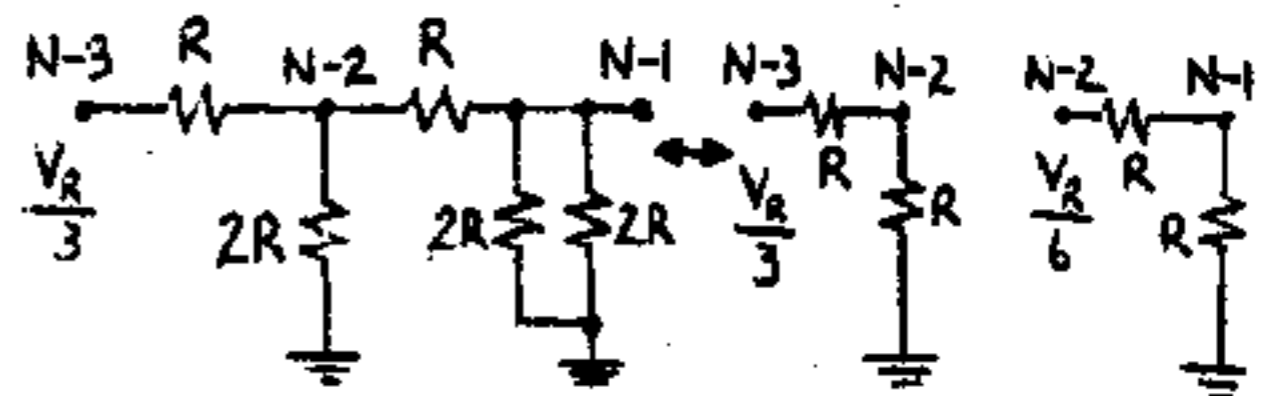 N-3 R N-2 R N-1 N-3 N-2 N-2 N-1
R R
V_R/3 2R 2R 2R V_R/3 R V_R/6 R